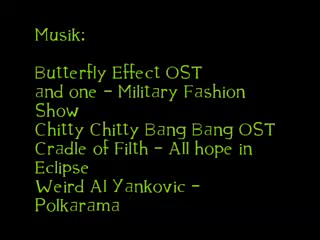 Musik:
Butterfly Effect OST
and one - Military Fashion
Show
Chitty Chitty Bang Bang OST
Cradle of Filth - All hope in
Eclipse
Weird Al Yankovic -
Polkarama